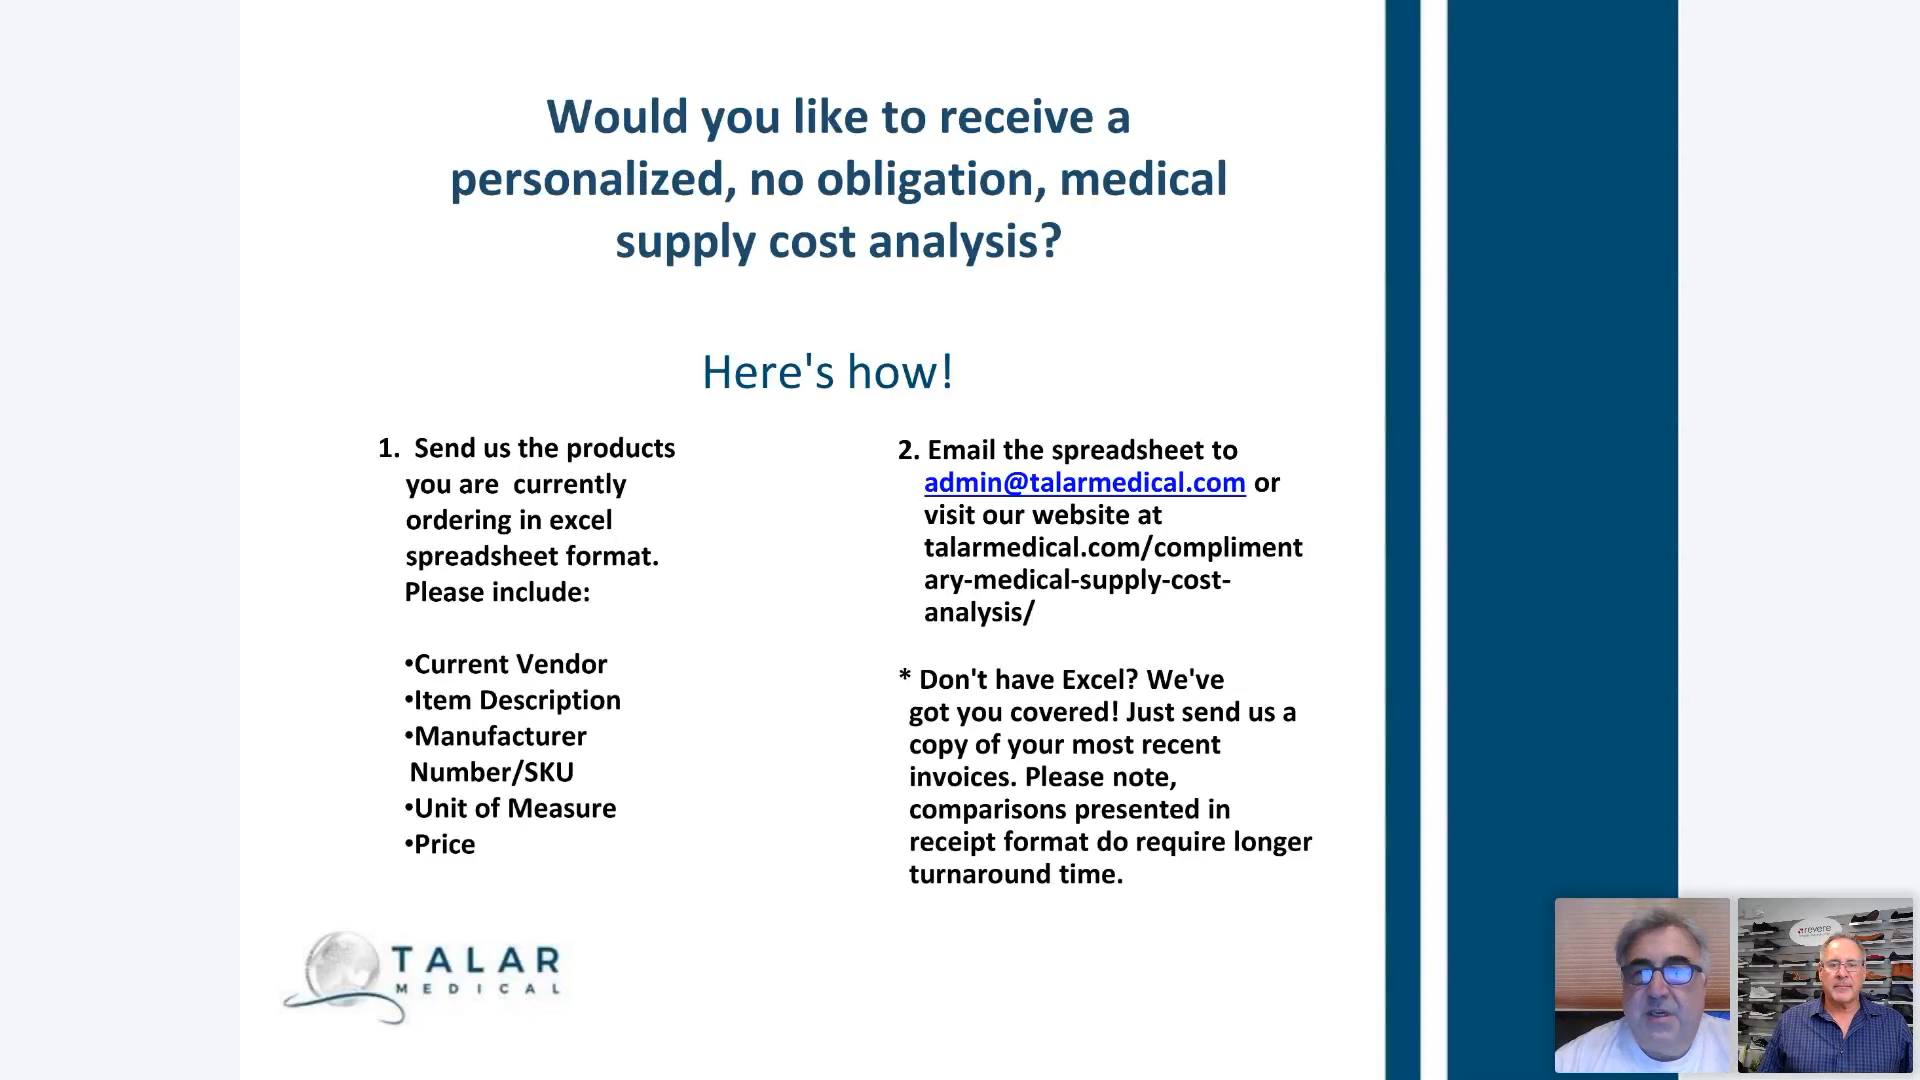 Would you like to receive a
personalized, no obligation, medical
supply cost analysis?
Here's how!
1. Send us the products
you are currently
ordering in excel
spreadsheet format.
Please include:
•Current Vendor
•Item Description
•Manufacturer
Number/SKU
•Unit of Measure
•Price
2. Email the spreadsheet to
admin@talarmedical.com or
visit our website at
talarmedical.com/compliment
ary-medical-supply-cost-
analysis/
* Don't have Excel? We've
got you covered! Just send us a
copy of your most recent
invoices. Please note,
comparisons presented in
receipt format do require longer
turnaround time.
TALAR
MEDICAL
revere